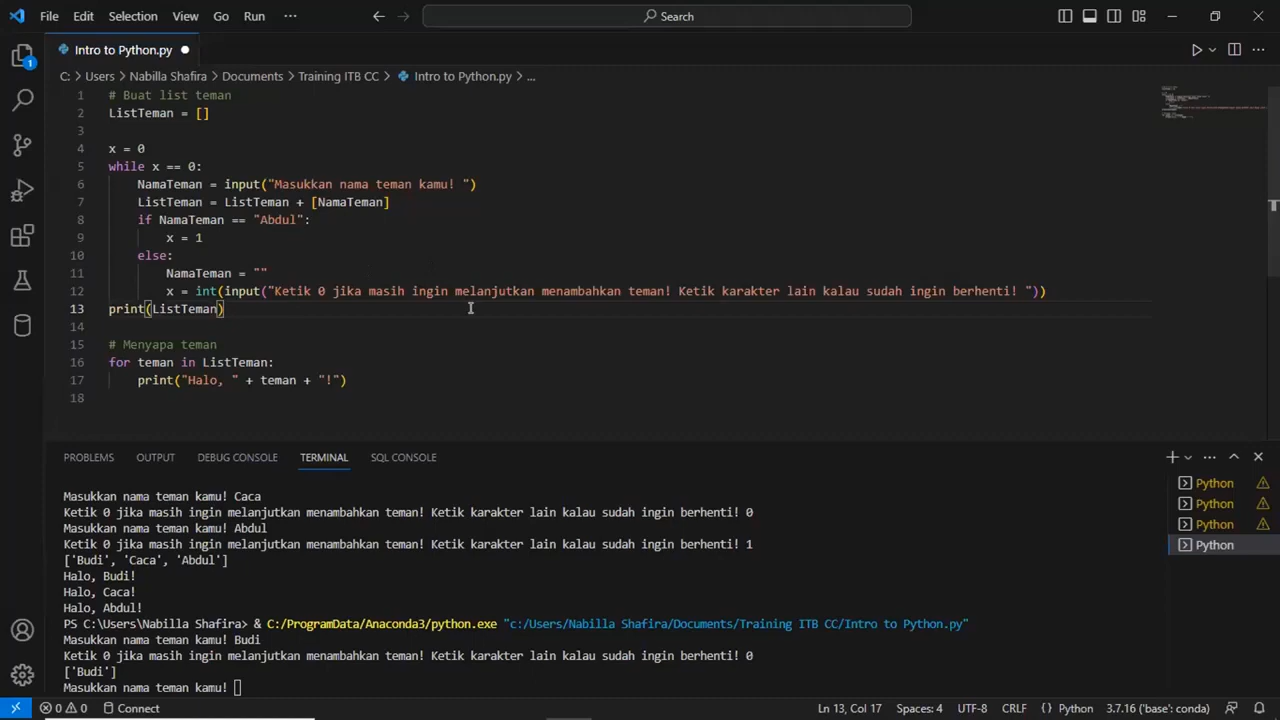 File Edit Selection View Go Run ··· Search
Intro to Python.py
C: > Users > Nabilla Shafira > Documents > Training ITB CC > Intro to Python.py > ...
1 # Buat list teman
2 ListTeman = []
3
4 x = 0
5 while x == 0:
6 NamaTeman = input("Masukkan nama teman kamu! ")
7 ListTeman = ListTeman + [NamaTeman]
8 if NamaTeman == "Abdul":
9 x = 1
10 else:
11 NamaTeman = ""
12 x = int(input("Ketik 0 jika masih ingin melanjutkan menambahkan teman! Ketik karakter lain kalau sudah ingin berhenti! "))
13 print(ListTeman)
14
15 # Menyapa teman
16 for teman in ListTeman:
17 print("Halo, " + teman + "!")
18
PROBLEMS OUTPUT DEBUG CONSOLE TERMINAL SQL CONSOLE
Masukkan nama teman kamu! Caca
Ketik 0 jika masih ingin melanjutkan menambahkan teman! Ketik karakter lain kalau sudah ingin berhenti! 0
Masukkan nama teman kamu! Abdul
Ketik 0 jika masih ingin melanjutkan menambahkan teman! Ketik karakter lain kalau sudah ingin berhenti! 1
['Budi', 'Caca', 'Abdul']
Halo, Budi!
Halo, Caca!
Halo, Abdul!
PS C:\Users\Nabilla Shafira> & C:/ProgramData/Anaconda3/python.exe "c:/Users/Nabilla Shafira/Documents/Training ITB CC/Intro to Python.py"
Masukkan nama teman kamu! Budi
Ketik 0 jika masih ingin melanjutkan menambahkan teman! Ketik karakter lain kalau sudah ingin berhenti! 0
['Budi']
Masukkan nama teman kamu!
Python
Python
Python
Python
0 0 Connect Ln 13, Col 17 Spaces: 4 UTF-8 CRLF {} Python 3.7.16 ('base': conda)